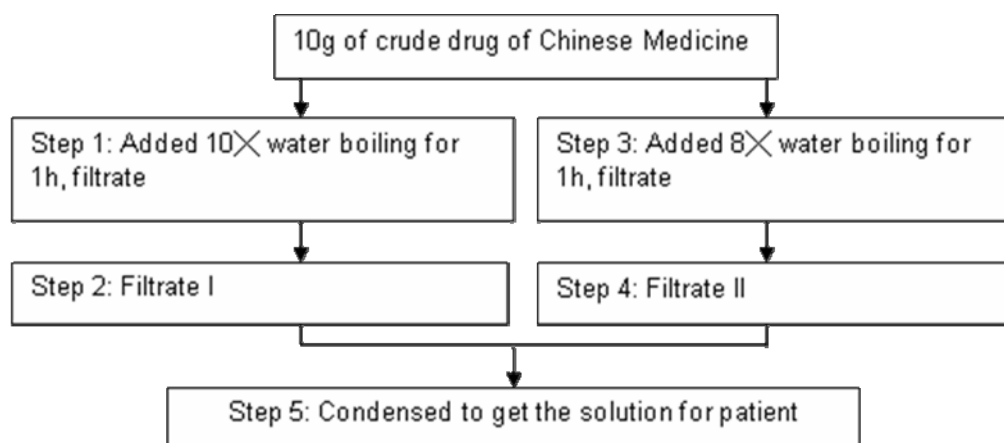 10g of crude drug of Chinese Medicine
Step 1: Added 10╳ water boiling for
1h, filtrate
Step 3: Added 8╳ water boiling for
1h, filtrate
Step 2: Filtrate I
Step 4: Filtrate II
Step 5: Condensed to get the solution for patient